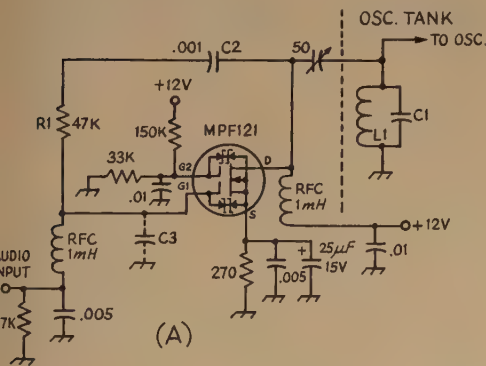 OSC. TANK
.001 C2
50
TO OSC.
+12V
R1 47K
150K
MPF121
L1 C1
33K
G2
D
.01
G1
RFC
1mH
S
C3
+12V
RFC
1mH
.01
+ 25µF
15V
INPUT
270
.005
.005
7K
(A)